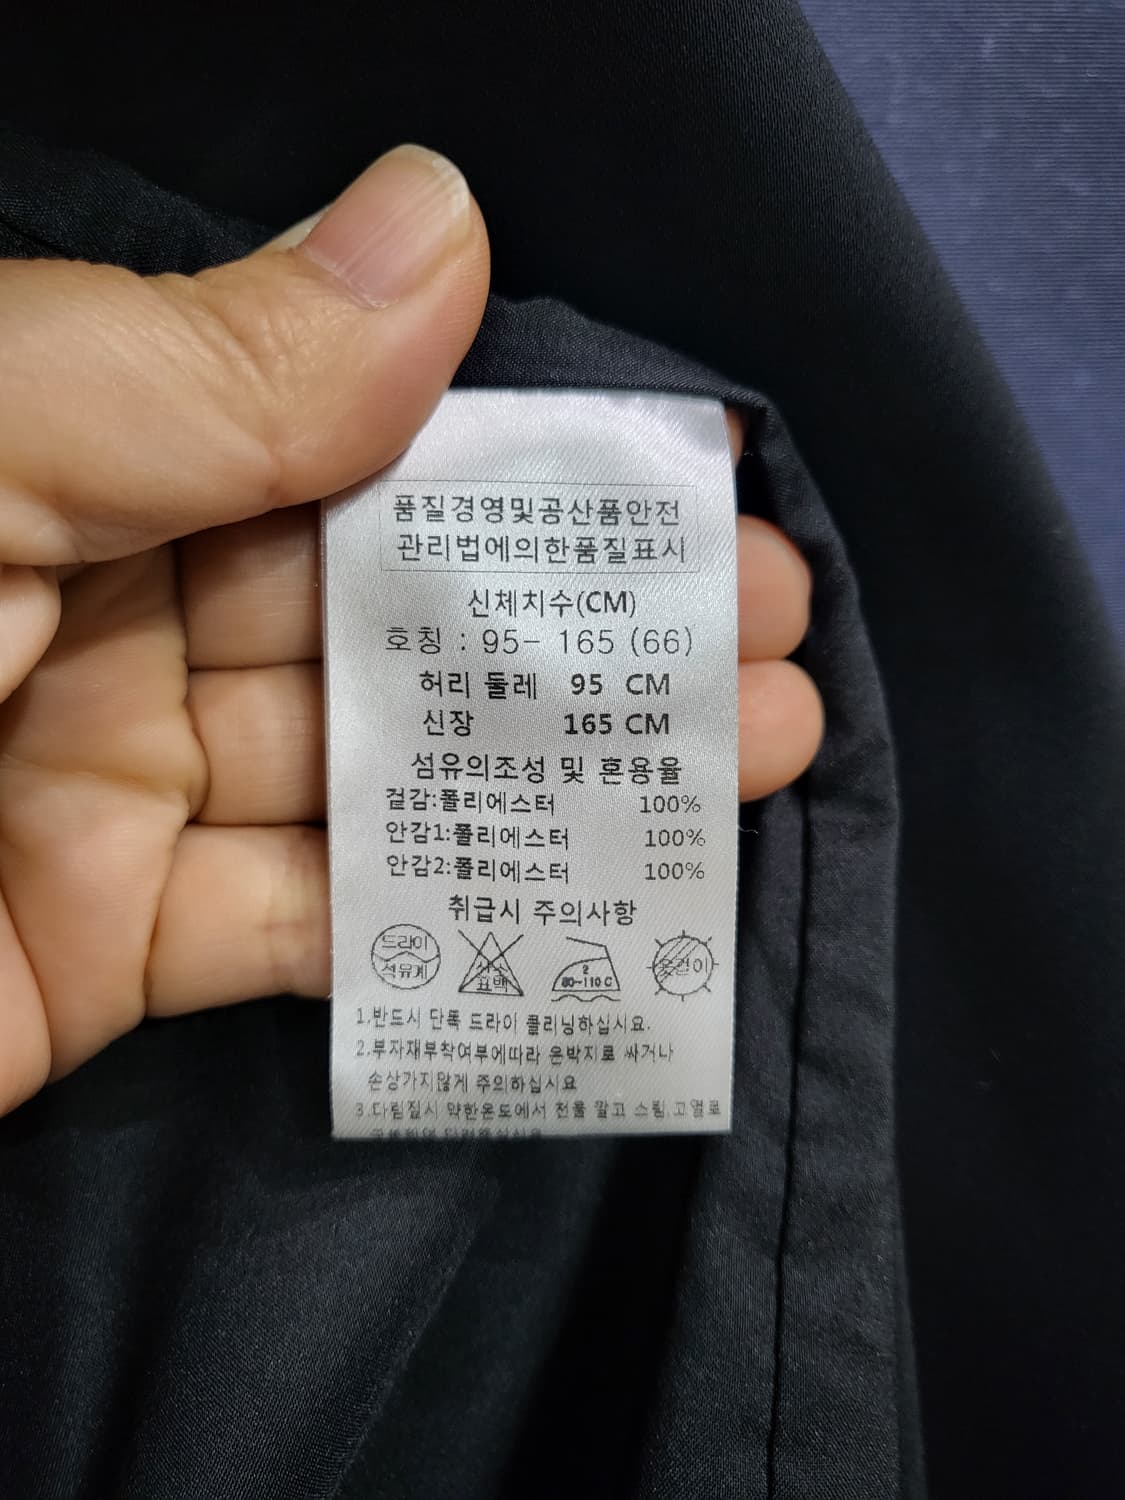 품질경영및공산품안전
관리법에의한품질표시
신체치수(CM)
호칭 : 95- 165 (66)
허리 둘레 95 CM
신장 165 CM
섬유의조성 및 혼용율
겉감:폴리에스터 100%
안감1:폴리에스터 100%
안감2:폴리에스터 100%
취급시 주의사항
드라이
석유계
산소
표백
2
80-110 C
옷걸이
1.반드시 단독 드라이 클리닝하십시요.
2.부자재부착여부에따라 은박지로 싸거나
손상가지않게 주의하십시요
3.다림질시 약한온도에서 천을 깔고 스팀,고열로